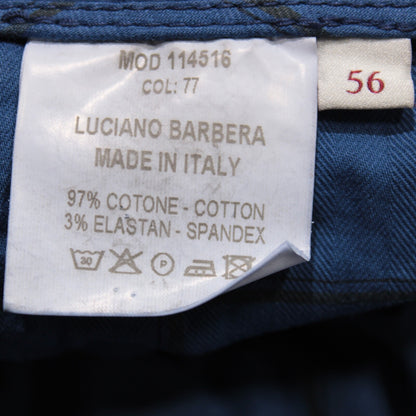 MOD 114516
COL: 77
56
LUCIANO BARBERA
MADE IN ITALY
97% COTONE - COTTON
3% ELASTAN - SPANDEX
30
P